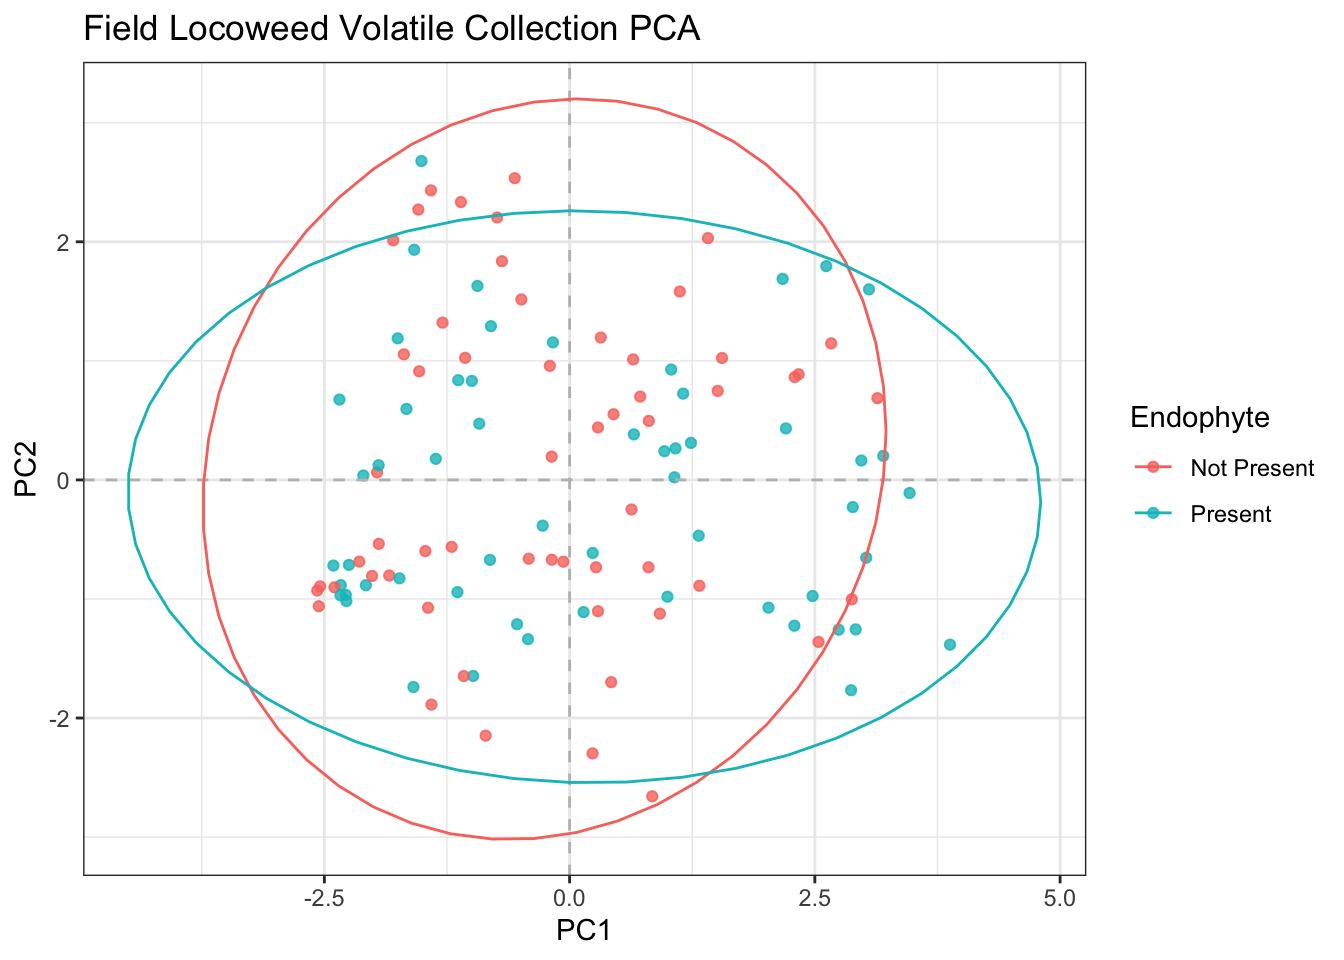 Field Locoweed Volatile Collection PCA
PC2
2
0
-2
-2.5
0.0
2.5
5.0
PC1
Endophyte
Not Present
Present